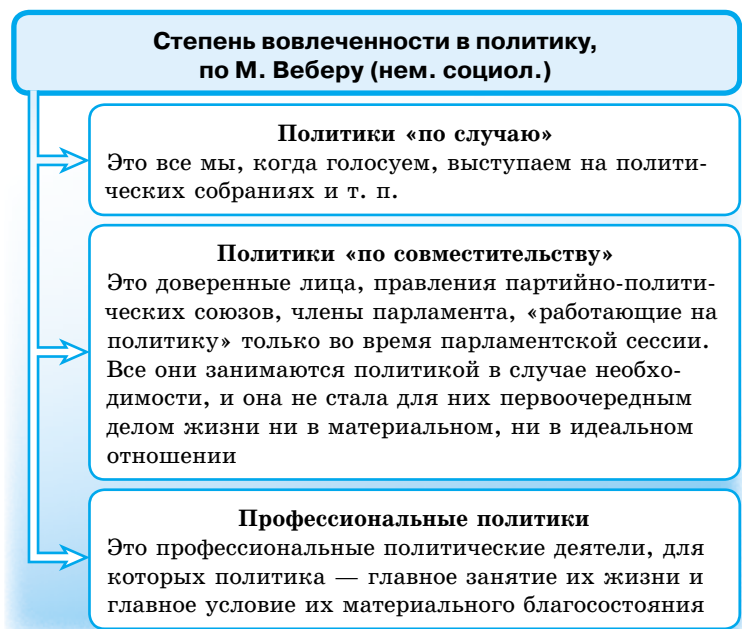 Степень вовлеченности в политику,
по М. Веберу (нем. социол.)
Политики «по случаю»
Это все мы, когда голосуем, выступаем на полити-
ческих собраниях и т. п.
Политики «по совместительству»
Это доверенные лица, правления партийно-полити-
ческих союзов, члены парламента, «работающие на
политику» только во время парламентской сессии.
Все они занимаются политикой в случае необхо-
димости, и она не стала для них первоочередным
делом жизни ни в материальном, ни в идеальном
отношении
Профессиональные политики
Это профессиональные политические деятели, для
которых политика — главное занятие их жизни и
главное условие их материального благосостояния